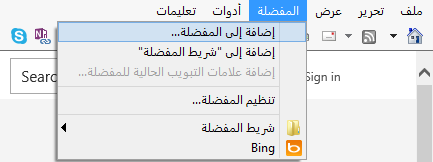 ملف تحرير عرض المفضلة أدوات تعليمات
إضافة إلى المفضلة...
إضافة إلى "شريط المفضلة"
إضافة علامات التبويب الحالية للمفضلة...
تنظيم المفضلة...
شريط المفضلة
Bing
Sear
Sign in